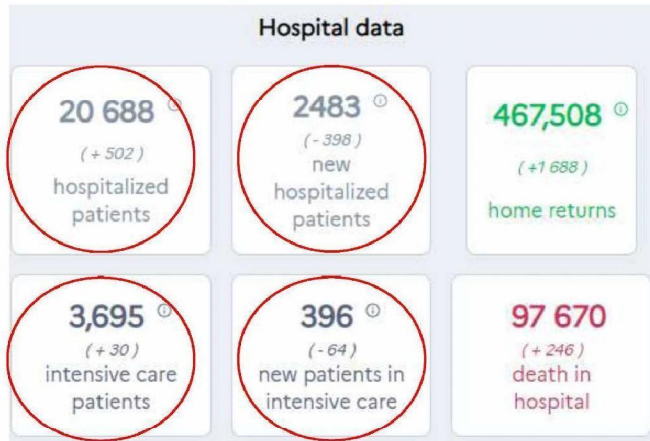 Hospital data
20 688
( + 502 )
hospitalized
patients
2483
( - 398 )
new
hospitalized
patients
467,508
( +1 688 )
home returns
3,695
( + 30 )
intensive care
patients
396
( - 64 )
new patients in
intensive care
97 670
( + 246 )
death in
hospital